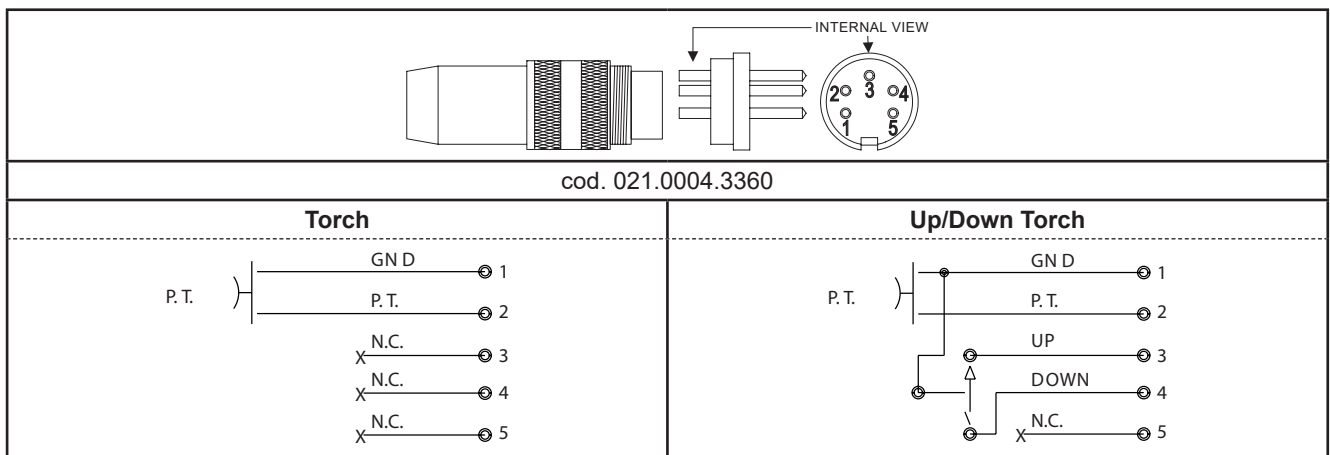 INTERNAL VIEW
2 3 4
1 5
cod. 021.0004.3360
Torch
GN D 1
P. T.
P. T. 2
N.C. 3
X
N.C. 4
X
N.C. 5
X
Up/Down Torch
GN D 1
P. T.
P. T. 2
UP 3
DOWN 4
N.C. 5
X